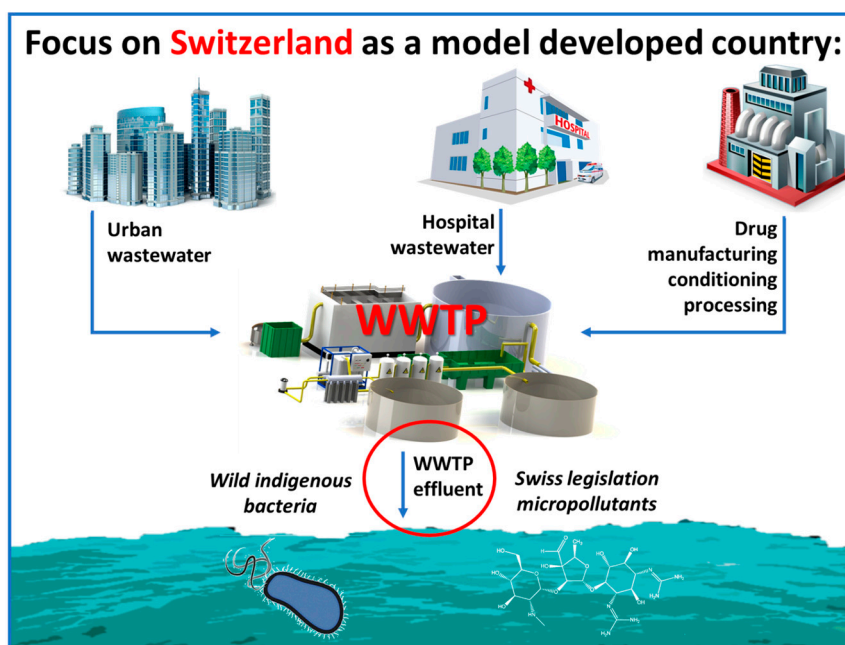 Focus on Switzerland as a model developed country:
HOSPITAL
Urban
wastewater
Hospital
wastewater
Drug
manufacturing
conditioning
processing
WWTP
WWTP
effluent
Wild indigenous
bacteria
Swiss legislation
micropollutants